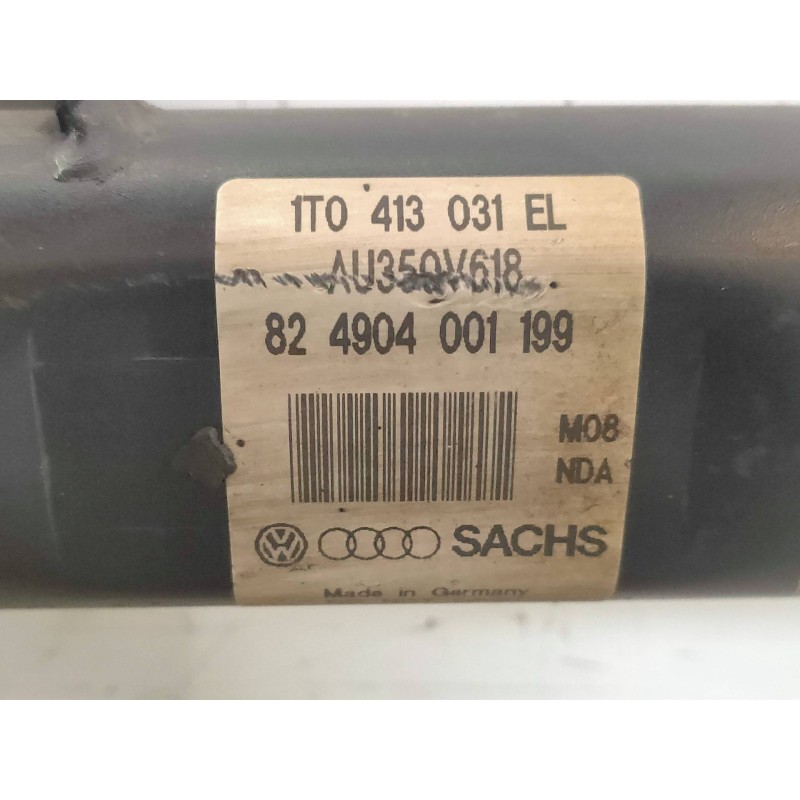 1T0 413 031 EL
AU350V618
82 4904 001 199
M08
NDA
SACHS
Made in Germany